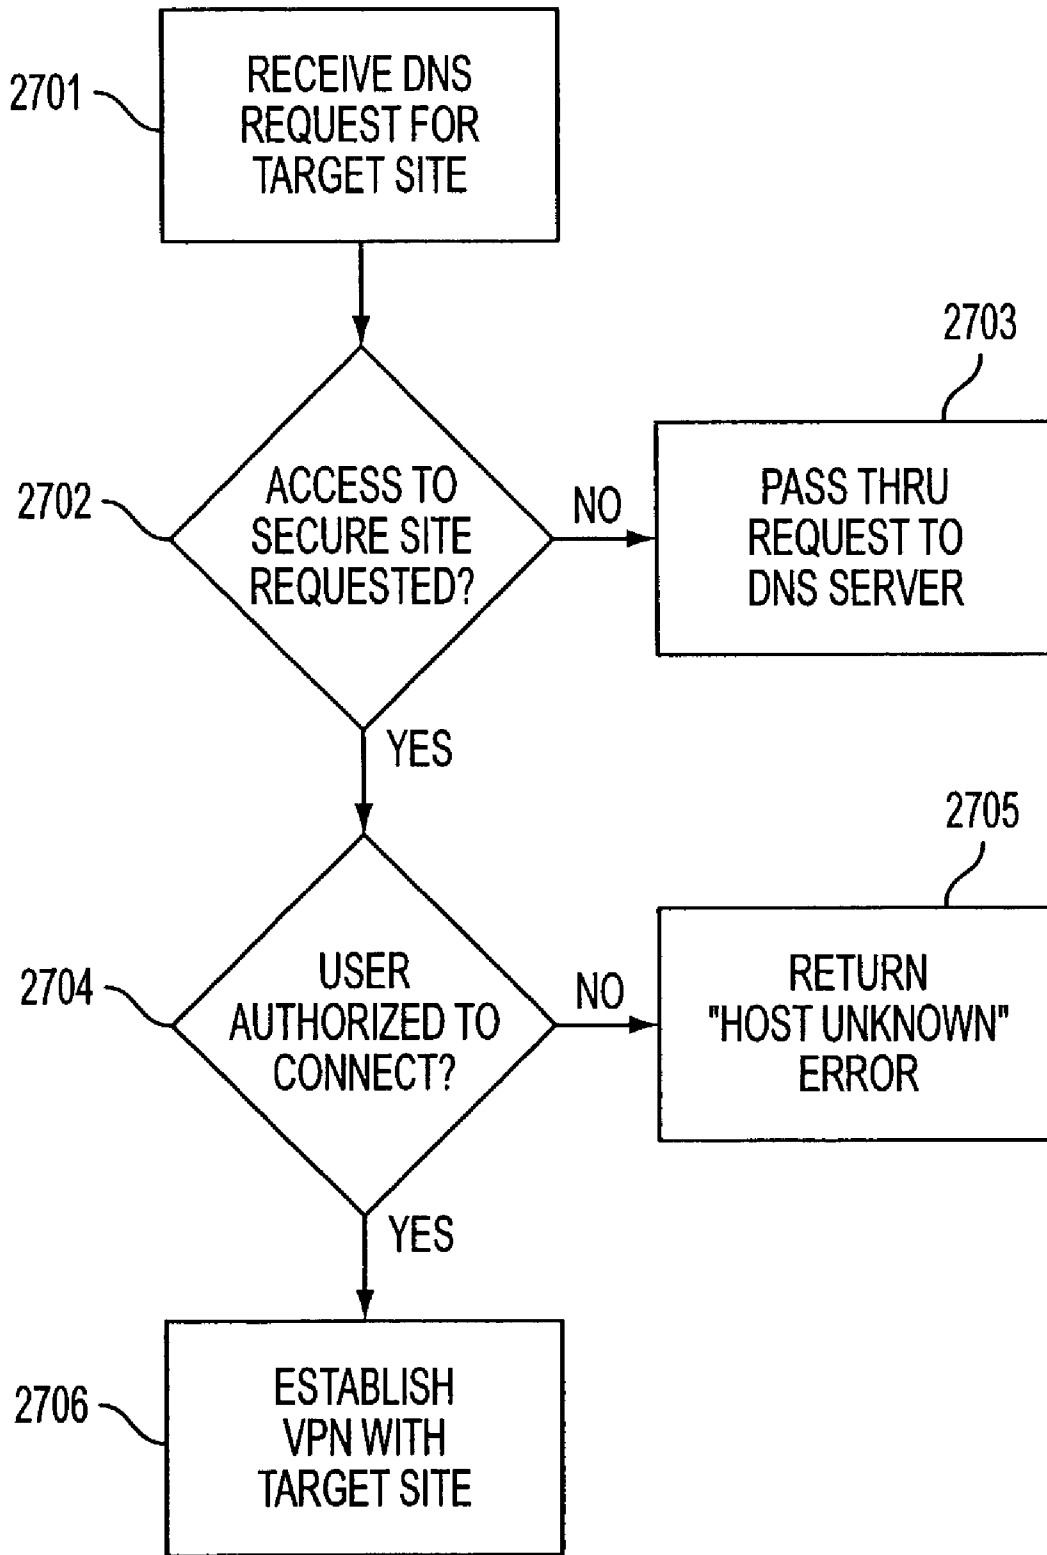 2701
RECEIVE DNS
REQUEST FOR
TARGET SITE
2702
ACCESS TO
SECURE SITE
REQUESTED?
NO
2703
PASS THRU
REQUEST TO
DNS SERVER
YES
2704
USER
AUTHORIZED TO
CONNECT?
NO
2705
RETURN
"HOST UNKNOWN"
ERROR
YES
2706
ESTABLISH
VPN WITH
TARGET SITE